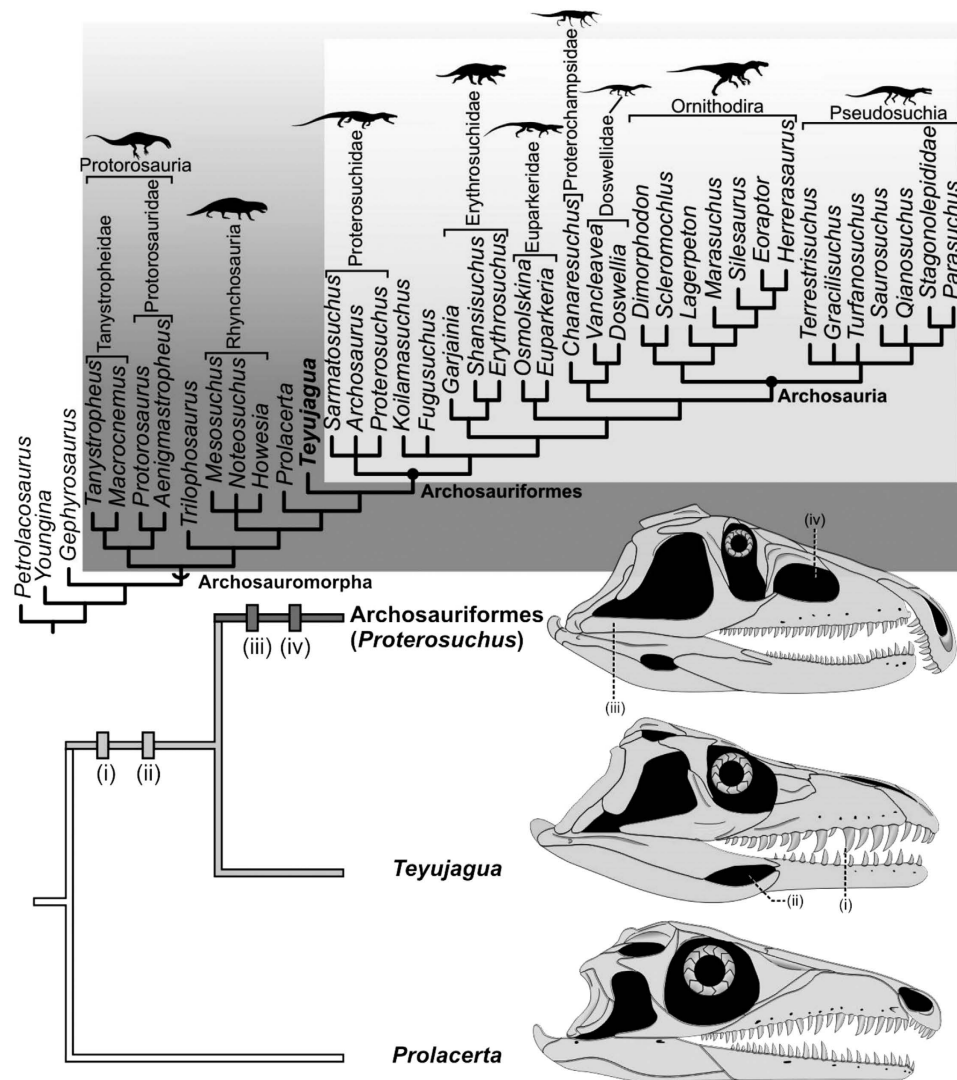 Protorosauria
Tanystropheidae
Protorosauridae
Rhynchosauria
Proterosuchidae
Erythrosuchidae
Euparkeridae
Proterochampsidae
Doswellidae
Ornithodira
Pseudosuchia
Petrolacosaurus
Youngina
Gephyrosaurus
Tanystropheus
Macrocnemus
Protorosaurus
Aenigmastropheus
Trilophosaurus
Mesosuchus
Noteosuchus
Howesia
Prolacerta
Teyujagua
Sarmatosuchus
Archosaurus
Proterosuchus
Koilamasuchus
Fugusuchus
Garjainia
Shansisuchus
Erythrosuchus
Osmolskina
Euparkeria
Chanaresuchus
Vancleavea
Doswellia
Dimorphodon
Scleromochlus
Lagerpeton
Marasuchus
Silesaurus
Eoraptor
Herrerasaurus
Terrestrisuchus
Gracilisuchus
Turfanosuchus
Saurosuchus
Qianosuchus
Stagonolepididae
Parasuchus
Archosauria
Archosauriformes
Archosauromorpha
(iv)
Archosauriformes
(Proterosuchus)
(iii) (iv)
(iii)
(i) (ii)
Teyujagua
(ii) (i)
Prolacerta